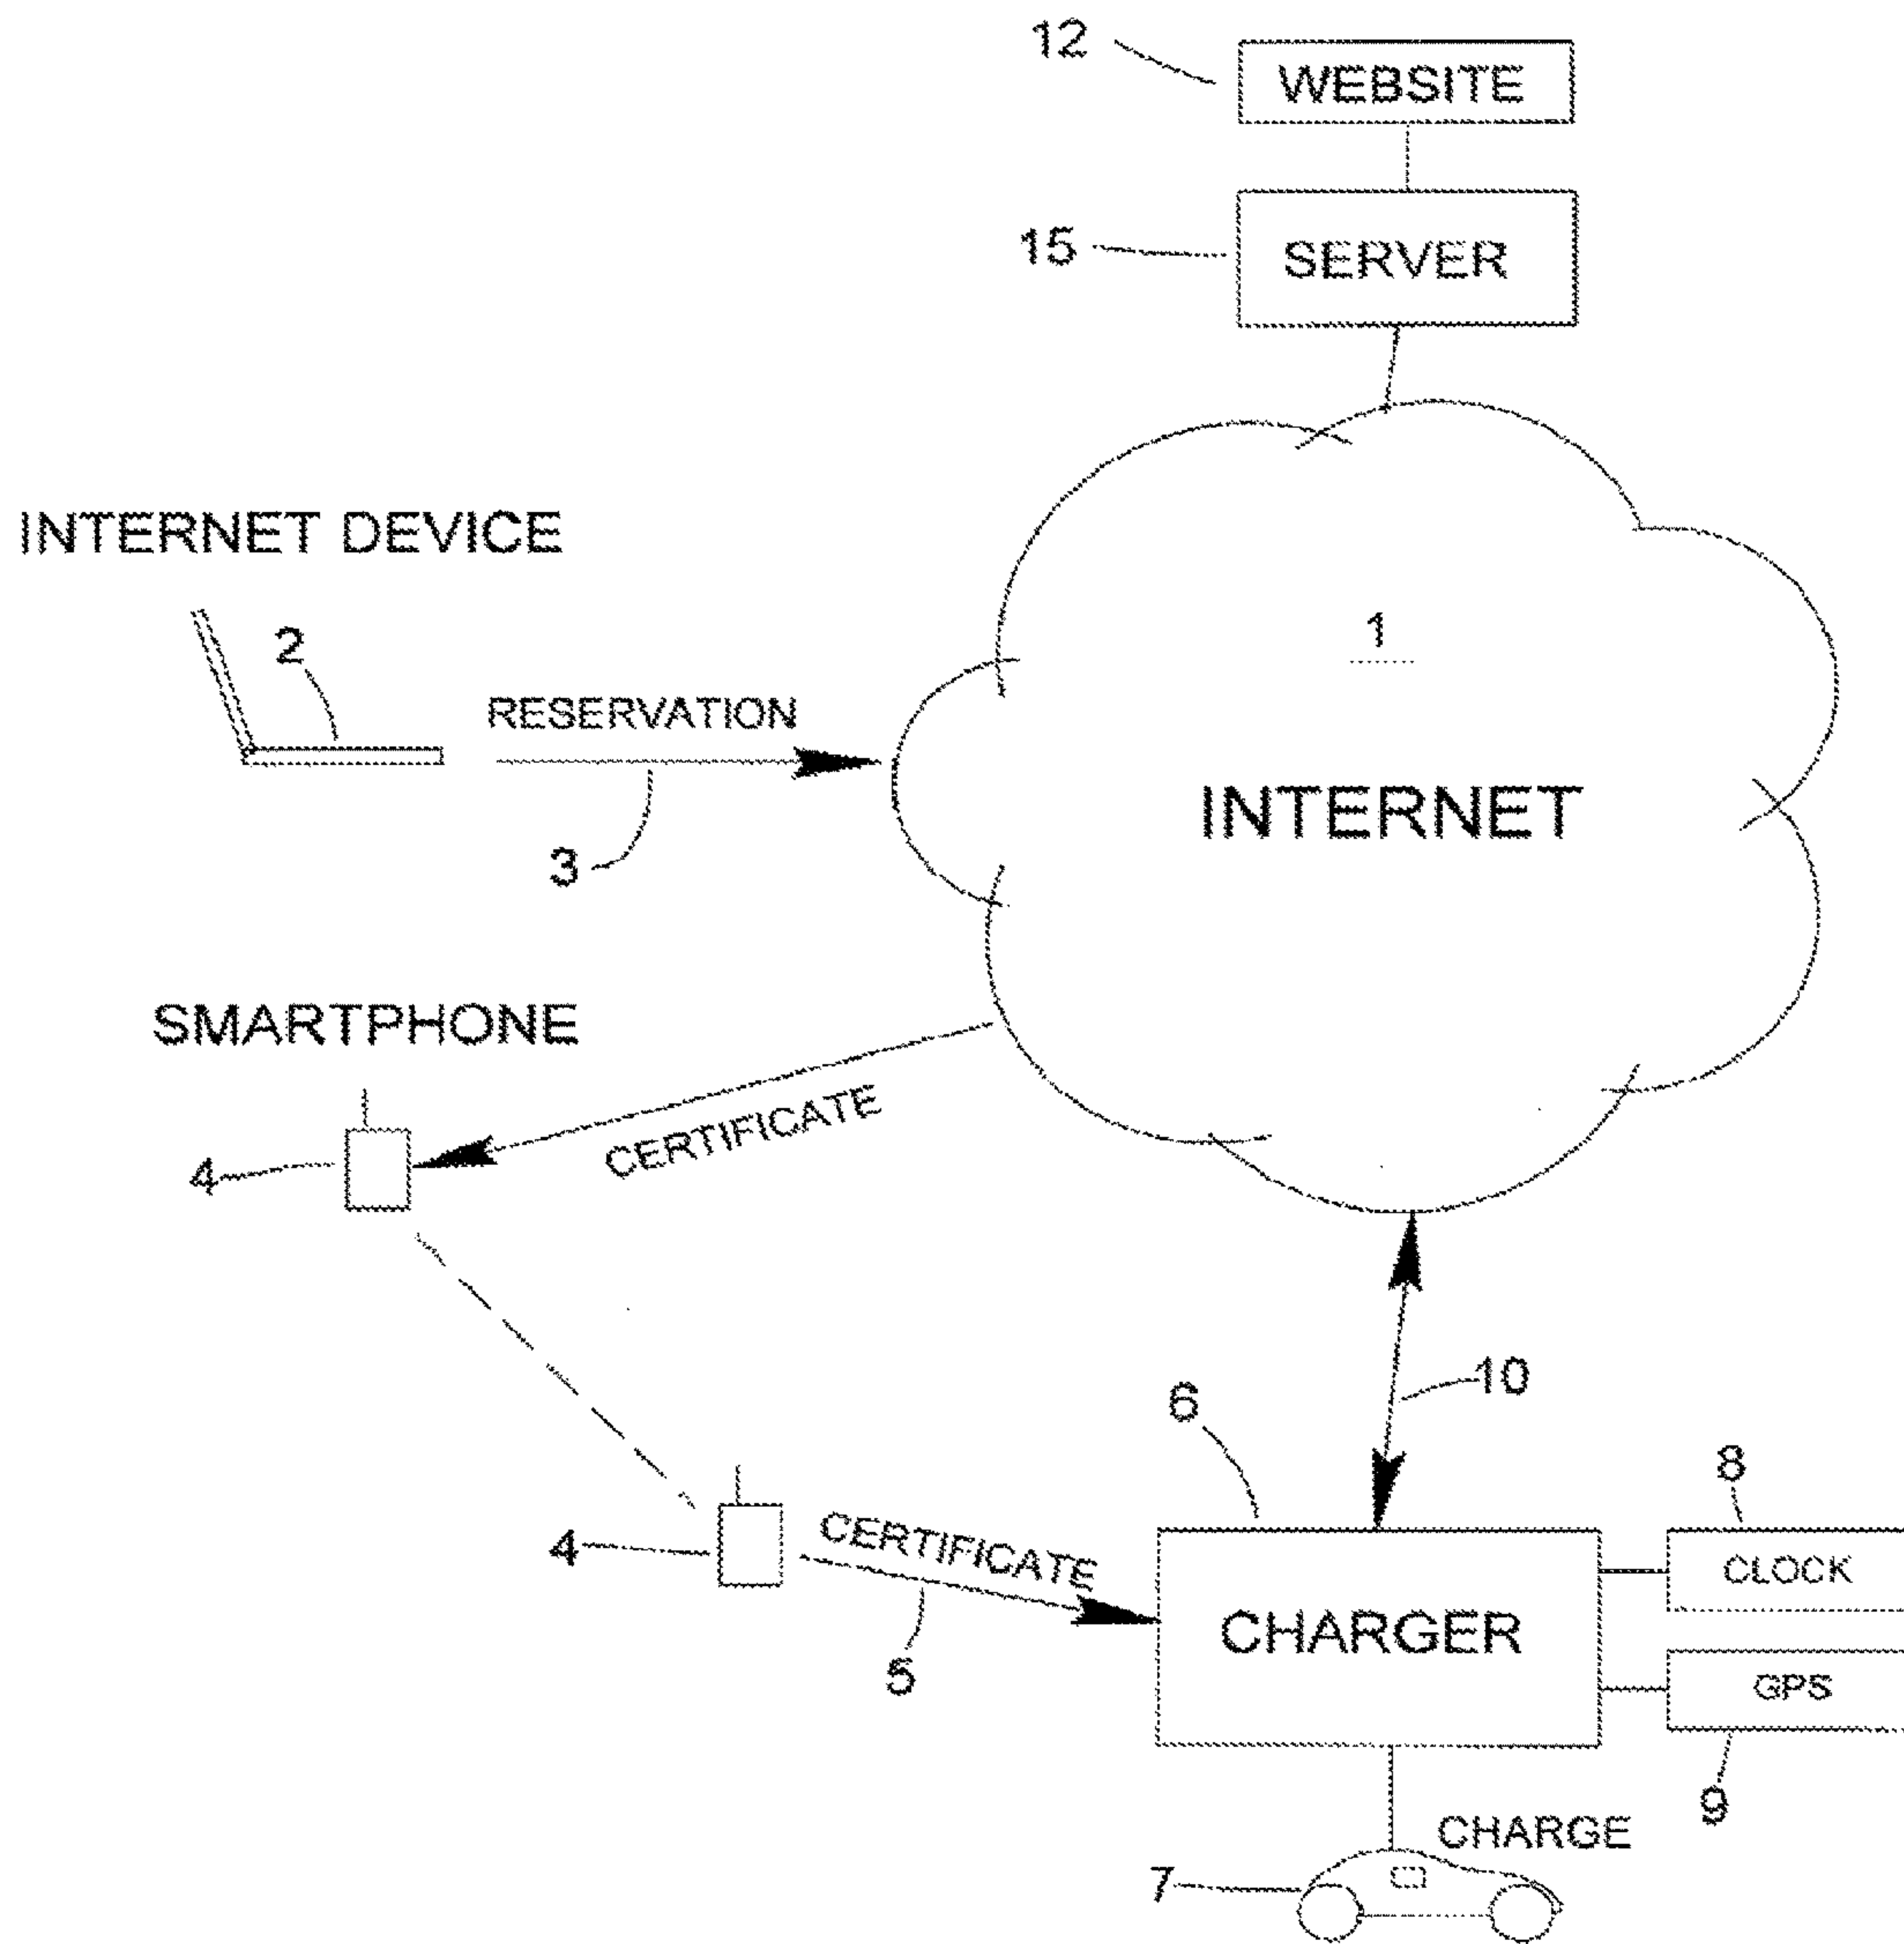 12
WEBSITE
15
SERVER
INTERNET DEVICE
2
1
RESERVATION
INTERNET
3
SMARTPHONE
CERTIFICATE
4
10
6
8
4
CERTIFICATE
CLOCK
CHARGER
5
GPS
9
CHARGE
7